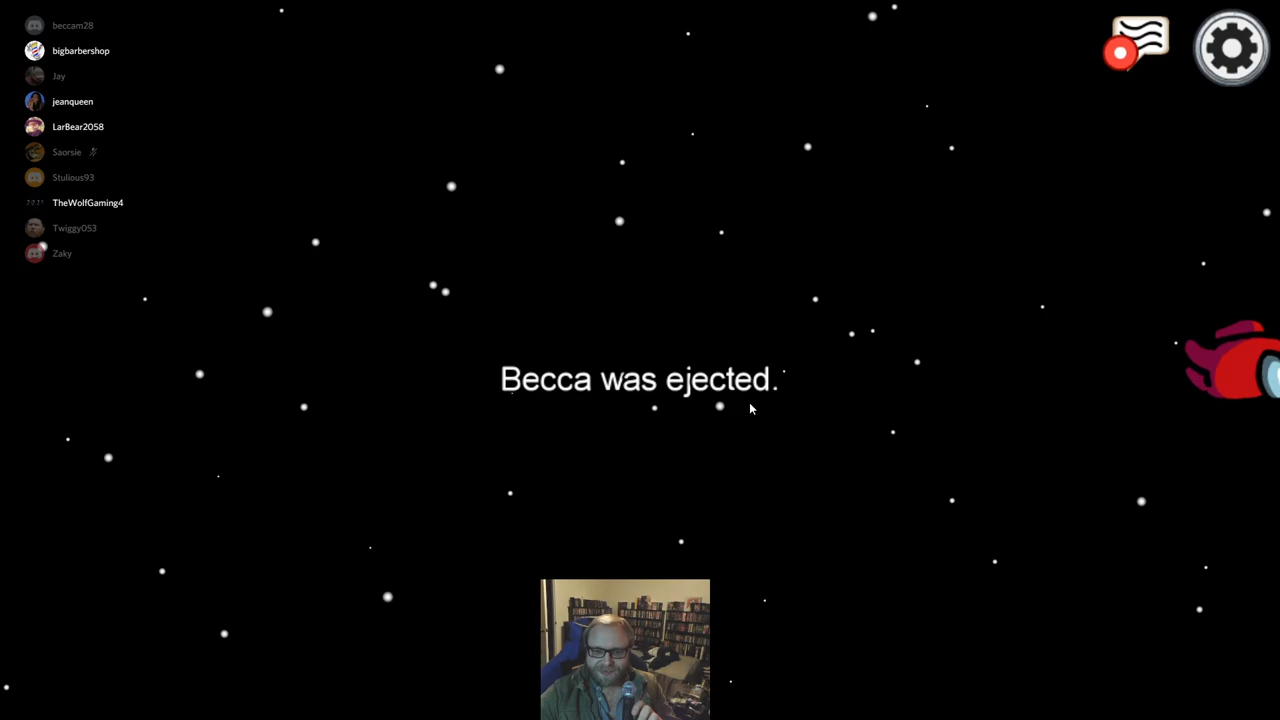 beccam28
bigbarbershop
Jay
jeanqueen
LarBear2058
Saorsie
Stulious93
TheWolfGaming4
Twiggy053
Zaky
Becca was ejected.